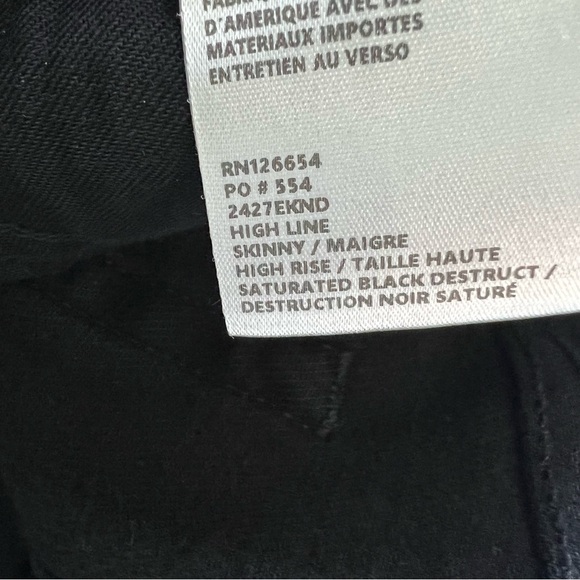 D'AMERIQUE AVEC DES
MATERIAUX IMPORTES
ENTRETIEN AU VERSO
RN126654
PO # 554
2427EKND
HIGH LINE
SKINNY / MAIGRE
HIGH RISE / TAILLE HAUTE
SATURATED BLACK DESTRUCT /
DESTRUCTION NOIR SATURÉ